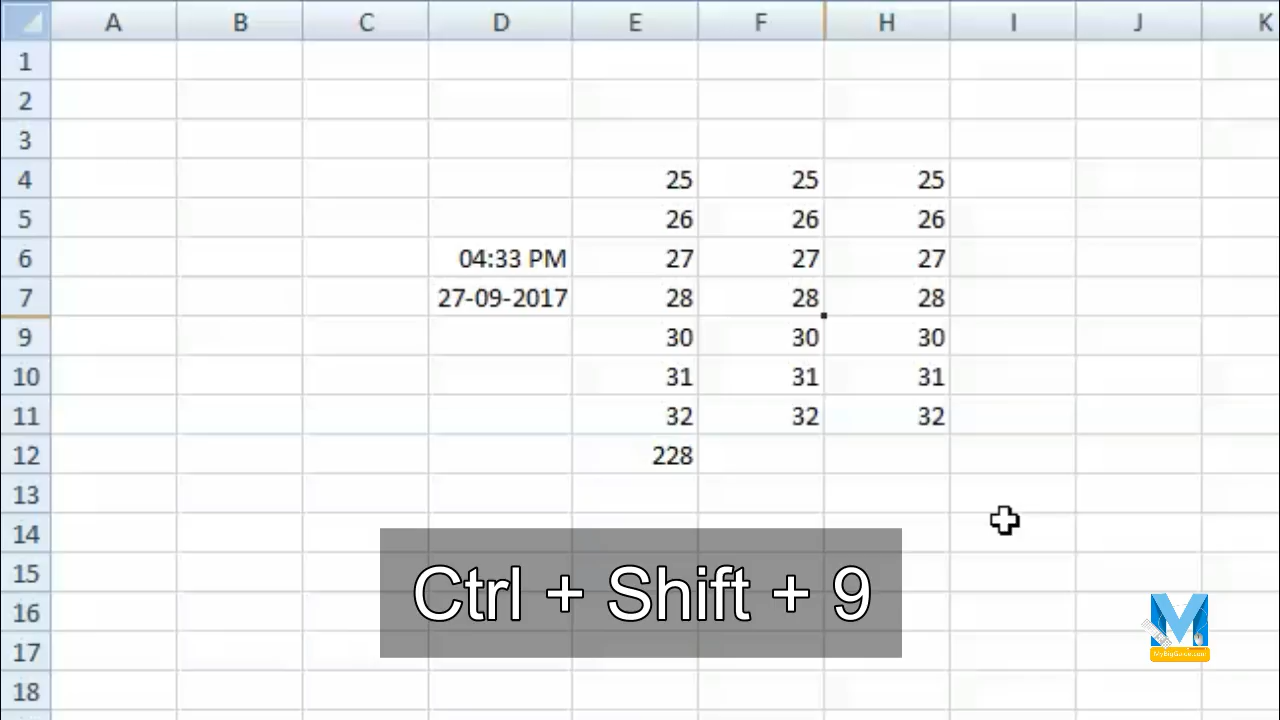 A B C D E F H I J K
1
2
3
4 25 25 25
5 26 26 26
6 04:33 PM 27 27 27
7 27-09-2017 28 28 28
9 30 30 30
10 31 31 31
11 32 32 32
12 228
13
14
15
16
17
18
Ctrl + Shift + 9
MyBigGuide.com